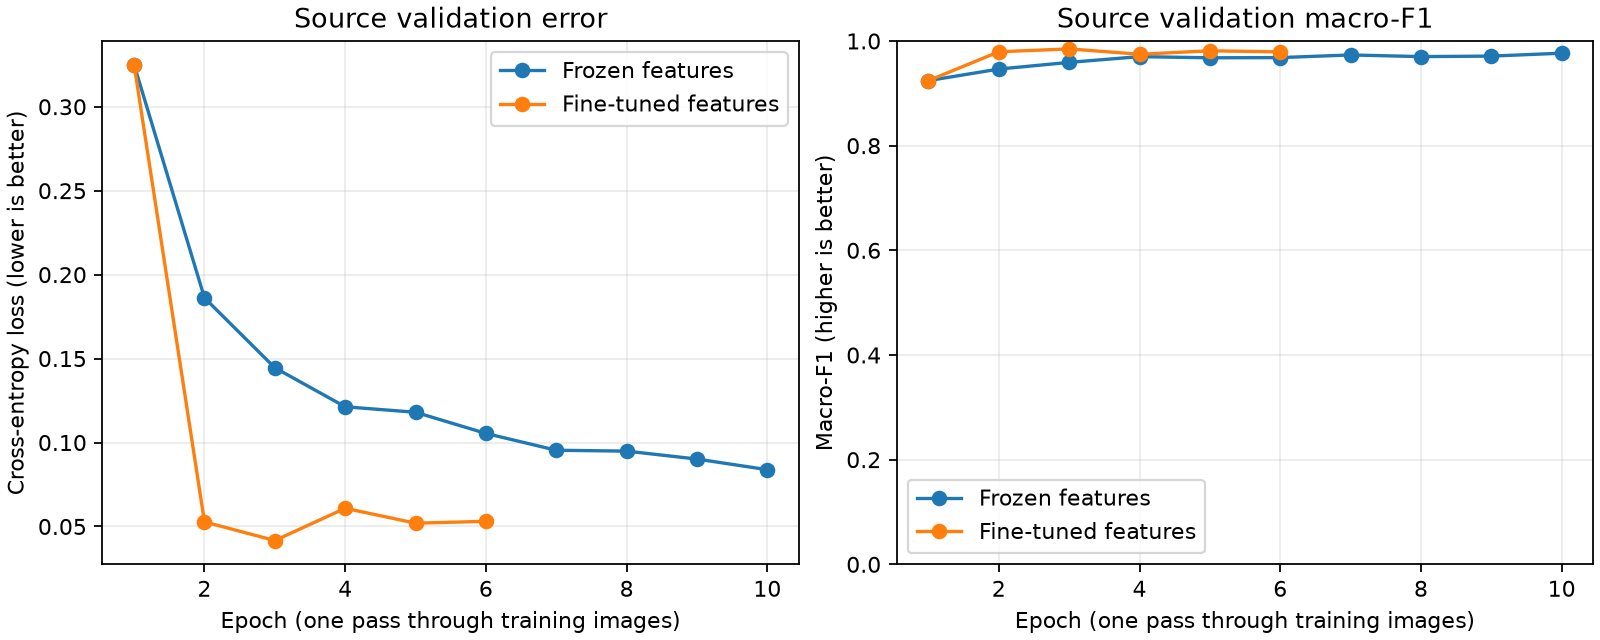 Source validation error
Cross-entropy loss (lower is better)
0.30
0.25
0.20
0.15
0.10
0.05
Frozen features
Fine-tuned features
2 4 6 8 10
Epoch (one pass through training images)
Source validation macro-F1
Macro-F1 (higher is better)
1.0
0.8
0.6
0.4
0.2
0.0
Frozen features
Fine-tuned features
2 4 6 8 10
Epoch (one pass through training images)